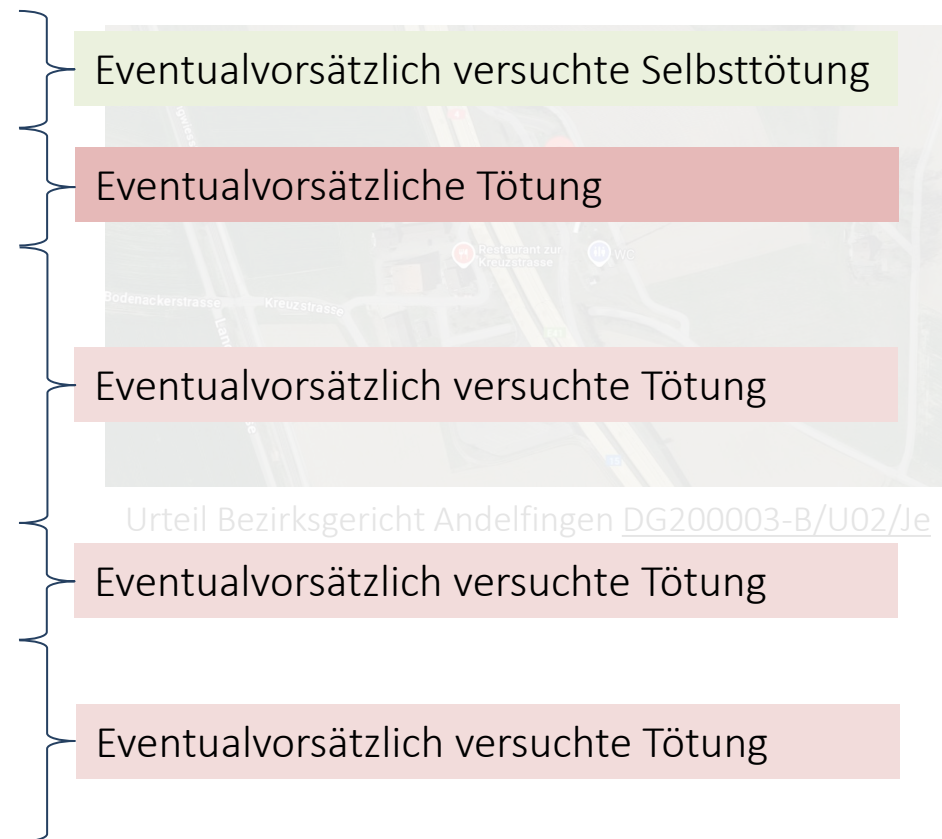 Eventualvorsätzlich versuchte Selbsttötung
Eventualvorsätzliche Tötung
Restaurant zur
Kreuzstrasse
WC
Bodenackerstrasse
Kreuzstrasse
Eventualvorsätzlich versuchte Tötung
Urteil Bezirksgericht Andelfingen DG200003-B/U02/Je
Eventualvorsätzlich versuchte Tötung
Eventualvorsätzlich versuchte Tötung